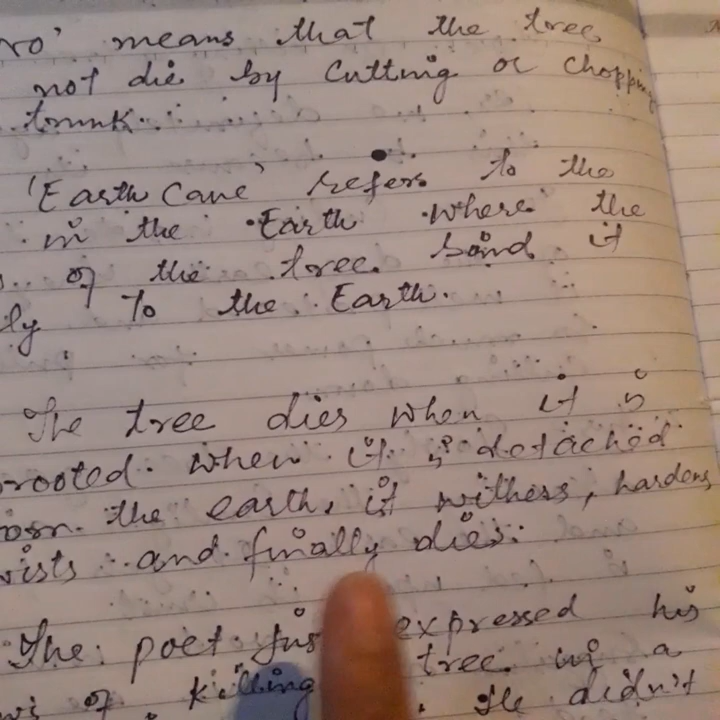 ro' means that the tree
not die by cutting or chopping
trunk.
'Earth Cave' refers to the
in the Earth where the
of the tree bind it
ly to the Earth.
The tree dies when it is
rooted. when it is detached
the earth, it withers, hardens
ists and finally dies.
The poet expressed his
of killing tree. 
He didn't